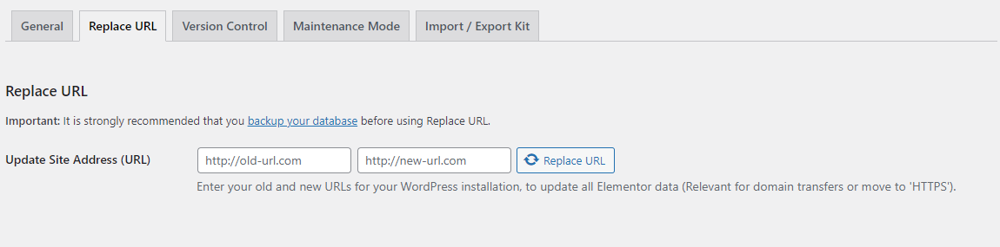 General Replace URL Version Control Maintenance Mode Import / Export Kit
Replace URL
Important: It is strongly recommended that you backup your database before using Replace URL.
Update Site Address (URL) http://old-url.com http://new-url.com Replace URL
Enter your old and new URLs for your WordPress installation, to update all Elementor data (Relevant for domain transfers or move to 'HTTPS').